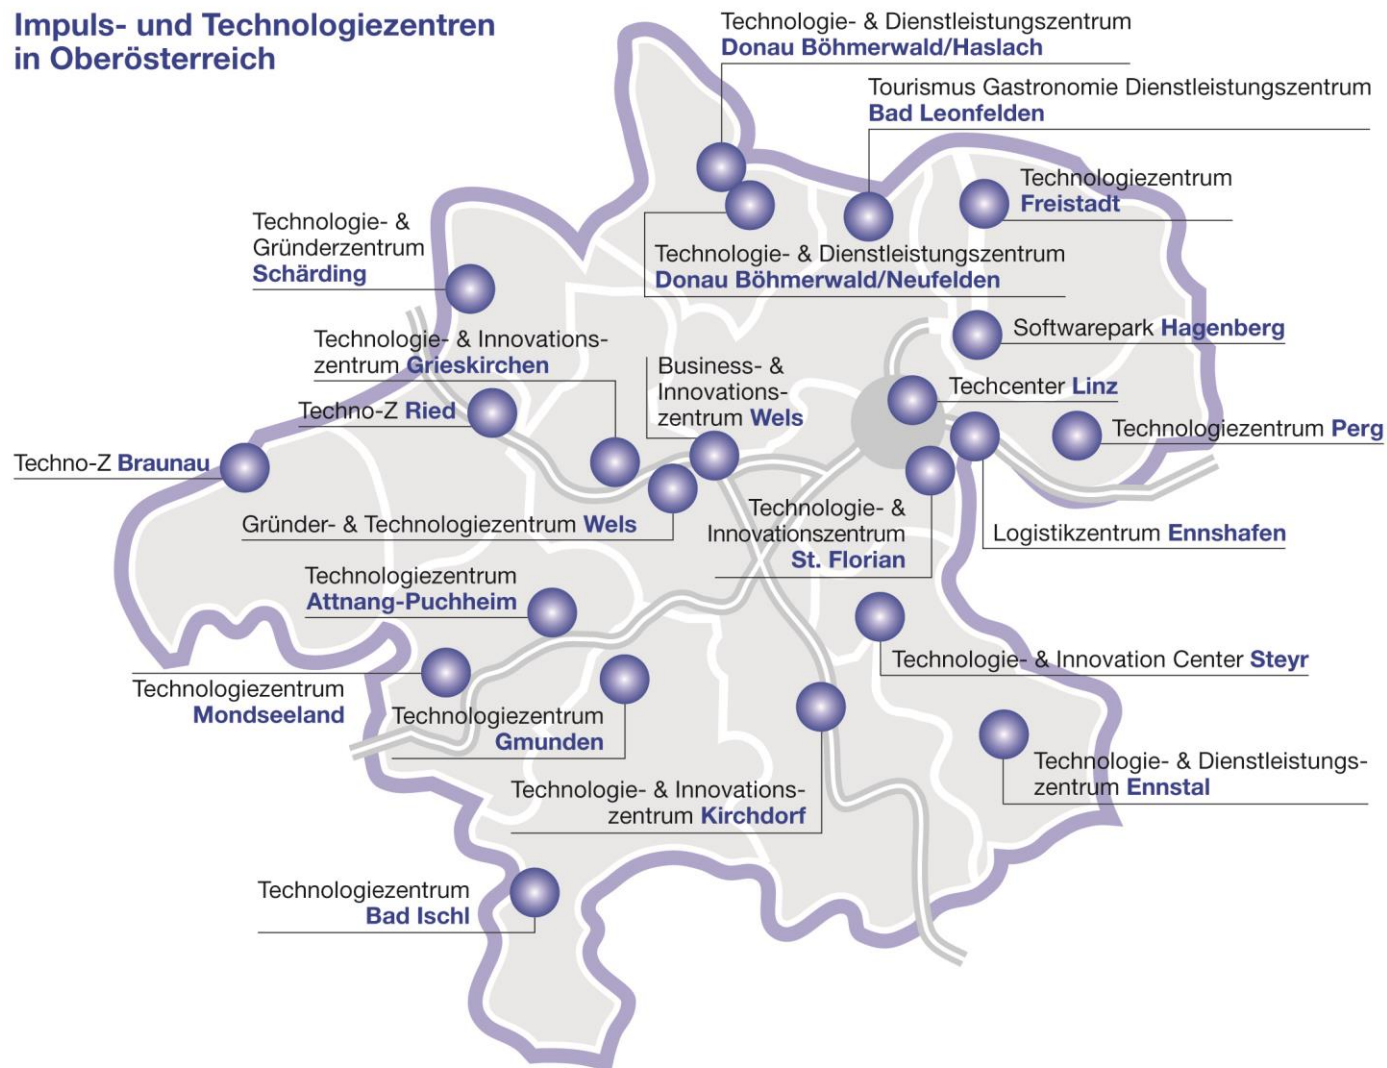 Impuls- und Technologiezentren
in Oberösterreich
Technologie- & Dienstleistungszentrum
Donau Böhmerwald/Haslach
Tourismus Gastronomie Dienstleistungszentrum
Bad Leonfelden
Technologiezentrum
Freistadt
Technologie- &
Gründerzentrum
Schärding
Technologie- & Dienstleistungszentrum
Donau Böhmerwald/Neufelden
Softwarepark Hagenberg
Technologie- & Innovations-
zentrum Grieskirchen
Business- &
Innovations-
zentrum Wels
Techcenter Linz
Techno-Z Ried
Technologiezentrum Perg
Techno-Z Braunau
Gründer- & Technologiezentrum Wels
Technologie- &
Innovationszentrum
St. Florian
Logistikzentrum Ennshafen
Technologiezentrum
Attnang-Puchheim
Technologie- & Innovation Center Steyr
Technologiezentrum
Mondseeland
Technologiezentrum
Gmunden
Technologie- & Dienstleistungs-
zentrum Ennstal
Technologie- & Innovations-
zentrum Kirchdorf
Technologiezentrum
Bad Ischl